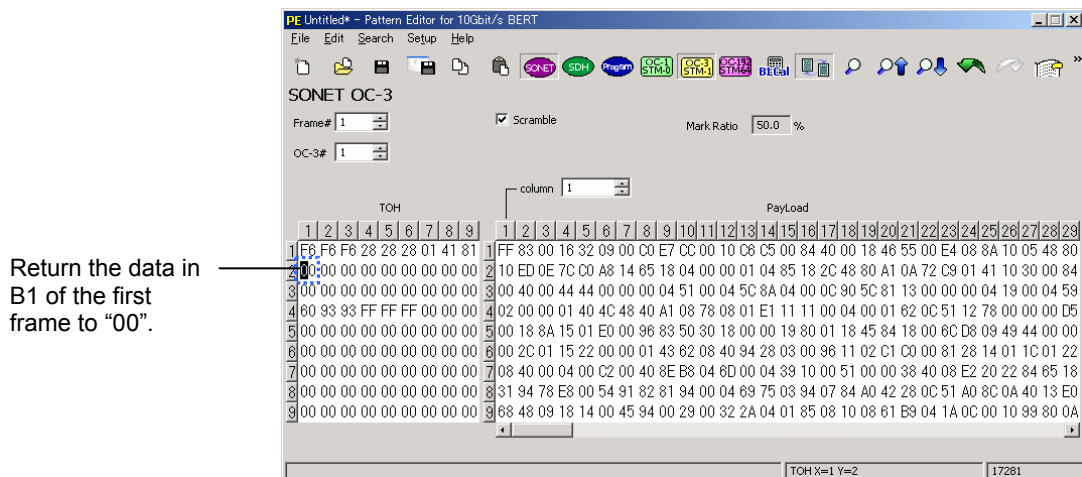 PE Untitled* - Pattern Editor for 10Gbit/s BERT
File Edit Search Setup Help
SONET SDH Program OC-1 STM-0 OC-3 STM-1 OC-192 STM-64 B1Cal »
SONET OC-3
Frame# 1 Scramble Mark Ratio 50.0 %
OC-3# 1
column 1
TOH PayLoad
1 2 3 4 5 6 7 8 9 1 2 3 4 5 6 7 8 9 10 11 12 13 14 15 16 17 18 19 20 21 22 23 24 25 26 27 28 29
1 F6 F6 F6 28 28 28 01 41 81 1 FF 83 00 16 32 09 00 C0 E7 CC 00 10 C6 C5 00 84 40 00 18 46 55 00 E4 08 8A 10 05 48 80
2 00 00 00 00 00 00 00 00 00 2 10 ED 0E 7C C0 A8 14 65 18 04 00 00 01 04 85 18 2C 48 80 A1 0A 72 C9 01 41 10 30 00 84
3 00 00 00 00 00 00 00 00 00 3 00 40 00 44 44 00 00 00 04 51 00 04 5C 8A 04 00 0C 90 5C 81 13 00 00 00 04 19 00 04 59
4 60 93 93 FF FF FF 00 00 00 4 02 00 00 01 40 4C 48 40 A1 08 78 08 01 E1 11 11 00 04 00 01 62 0C 51 12 78 00 00 00 D5
5 00 00 00 00 00 00 00 00 00 5 00 18 8A 15 01 E0 00 96 83 50 30 18 00 00 19 80 01 18 45 84 18 00 6C D8 09 49 44 00 00
6 00 00 00 00 00 00 00 00 00 6 00 2C 01 15 22 00 00 01 43 62 08 40 94 28 03 00 96 11 02 C1 C0 00 81 28 14 01 1C 01 22
7 00 00 00 00 00 00 00 00 00 7 08 40 00 04 00 C2 00 40 8E B8 04 6D 00 04 39 10 00 51 00 00 38 40 08 E2 20 22 84 65 18
8 00 00 00 00 00 00 00 00 00 8 31 94 78 E8 00 54 91 82 81 94 00 04 69 75 03 94 07 84 A0 42 28 0C 51 A0 8C 0A 40 13 E0
9 00 00 00 00 00 00 00 00 00 9 68 48 09 18 14 00 45 94 00 29 00 32 2A 04 01 85 08 10 08 61 B9 04 1A 0C 00 10 99 80 0A
Return the data in
B1 of the first
frame to “00”.
TOH X=1 Y=2 17281